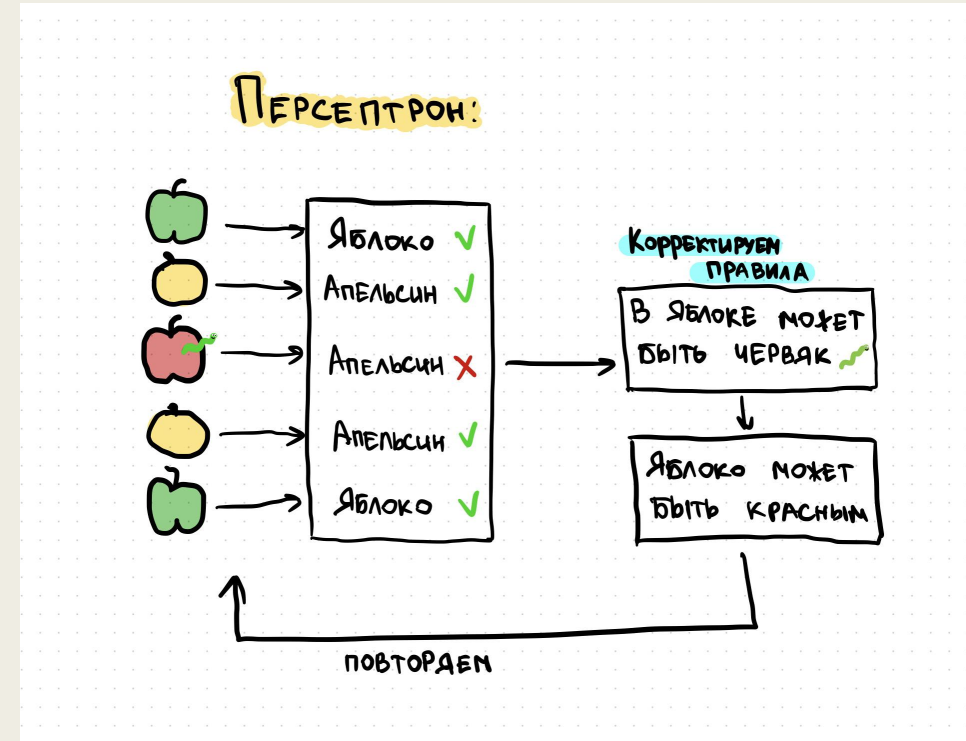 Персептрон:
Яблоко
Апельсин
Апельсин
Апельсин
Яблоко
Корректируем
правила
В яблоке может
быть червяк
Яблоко может
быть красным
повторяем